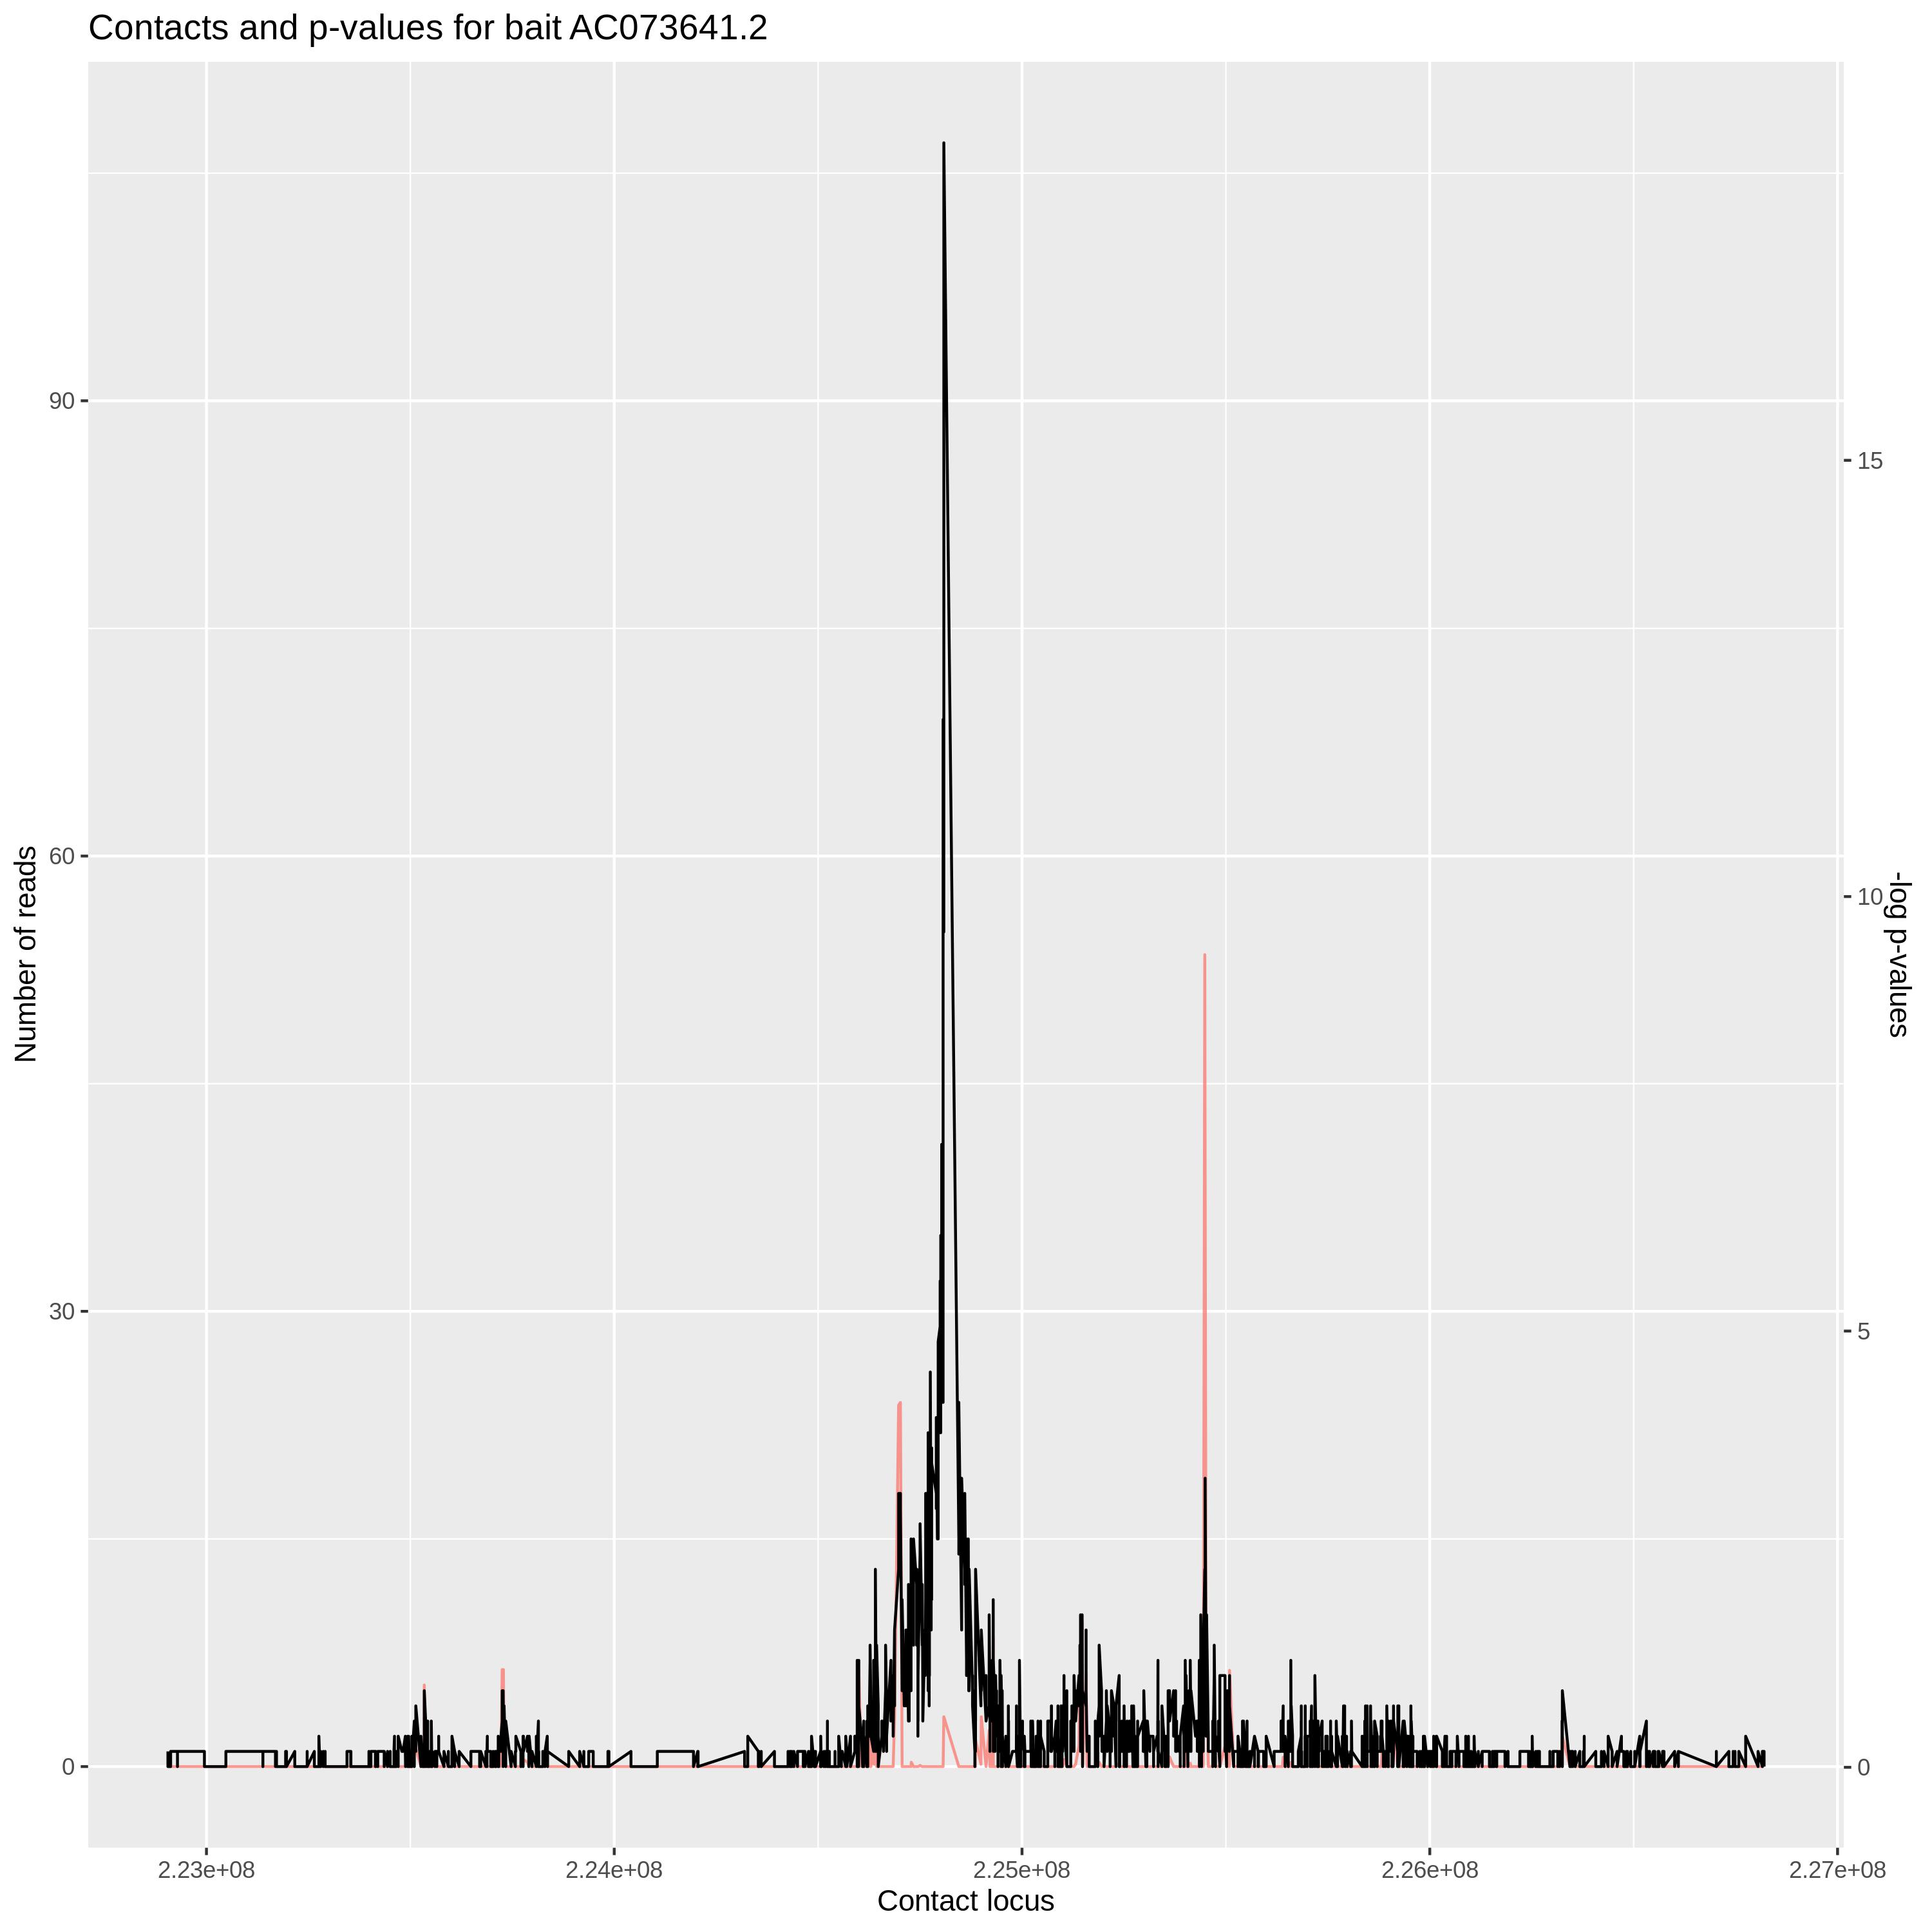 Contacts and p-values for bait AC073641.2
90
60
30
0
15
10
5
0
Number of reads
-log p-values
2.23e+08 2.24e+08 2.25e+08 2.26e+08 2.27e+08
Contact locus